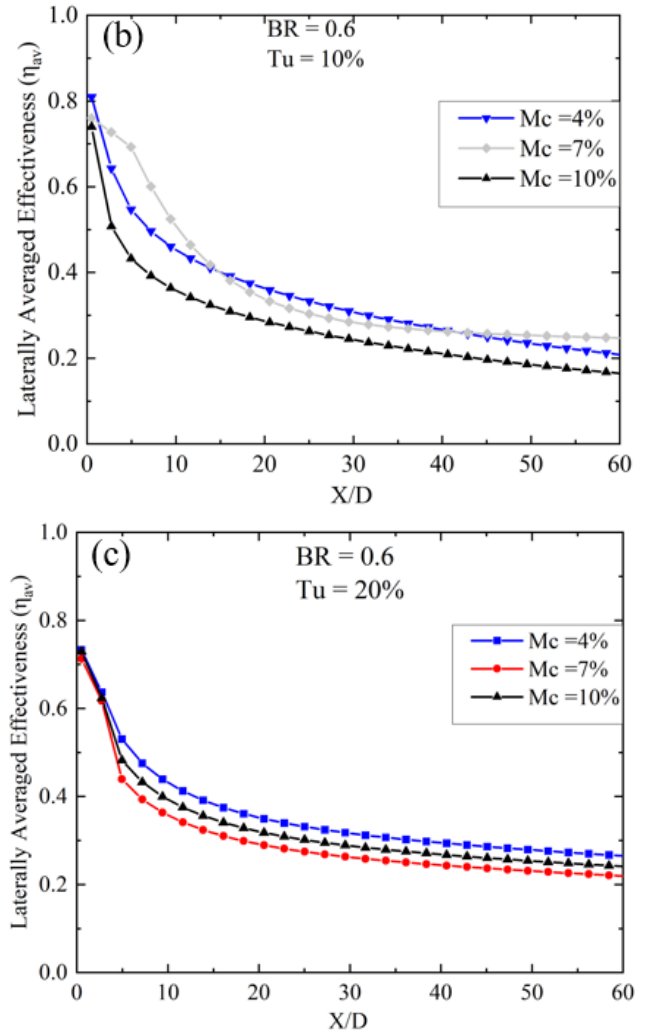 (b)
BR = 0.6
Tu = 10%
Mc =4%
Mc =7%
Mc =10%
Laterally Averaged Effectiveness (ηav)
1.0
0.8
0.6
0.4
0.2
0.0
0 10 20 30 40 50 60
X/D
(c)
BR = 0.6
Tu = 20%
Mc =4%
Mc =7%
Mc =10%
Laterally Averaged Effectiveness (ηav)
1.0
0.8
0.6
0.4
0.2
0.0
0 10 20 30 40 50 60
X/D